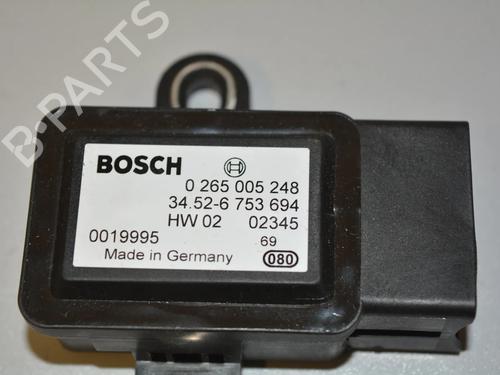 B-PARTS
BOSCH
0 265 005 248
34.52-6 753 694
HW 02 02345
0019995 69
Made in Germany 080